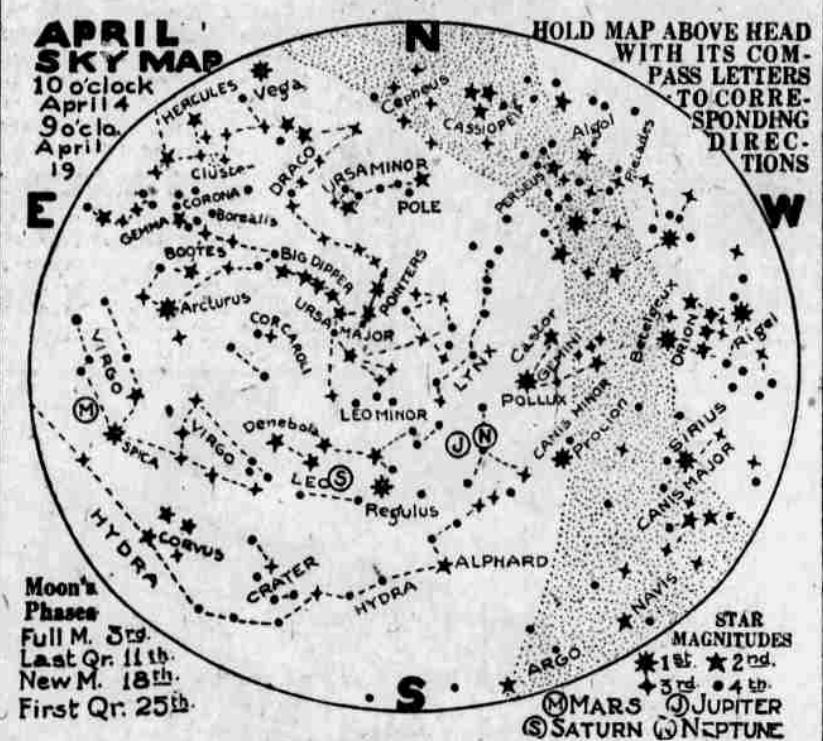 APRIL
SKY MAP
10 o'clock
April 4
9 o'clo.
April
19
HOLD MAP ABOVE HEAD
WITH ITS COM-
PASS LETTERS
TO CORRE-
SPONDING
DIREC-
TIONS
N
HERCULES
Vega
Cepheus
CASSIOPEIA
Algol
Pleiades
Cluster
DRACO
URSA MINOR
POLE
PERSEUS
E
CORONA
GEMMA
Borealis
W
BOOTES
BIG DIPPER
POINTERS
Arcturus
URSA MAJOR
COR CAROLI
Castor
GEMINI
Betelgeux
ORION
Rigel
VIRGO
LYNX
POLLUX
LEO MINOR
CANIS MINOR
Procion
M
SPICA
VIRGO
Denebola
J
N
SIRIUS
LEO
S
Regulus
CANIS MAJOR
HYDRA
CORVUS
CRATER
HYDRA
ALPHARD
NAVIS
ARGO
S
Moon's
Phases
Full M. 3rd.
Last Qr. 11th.
New M. 18th.
First Qr. 25th.
STAR
MAGNITUDES
1st. 2nd.
3rd. 4th.
M MARS J JUPITER
S SATURN N NEPTUNE